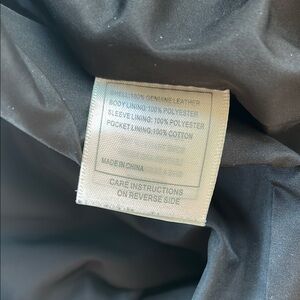 SHELL:100% GENUINE LEATHER
BODY LINING: 100% POLYESTER
SLEEVE LINING: 100% POLYESTER
POCKET LINING: 100% COTTON
MADE IN CHINA
CARE INSTRUCTIONS
ON REVERSE SIDE